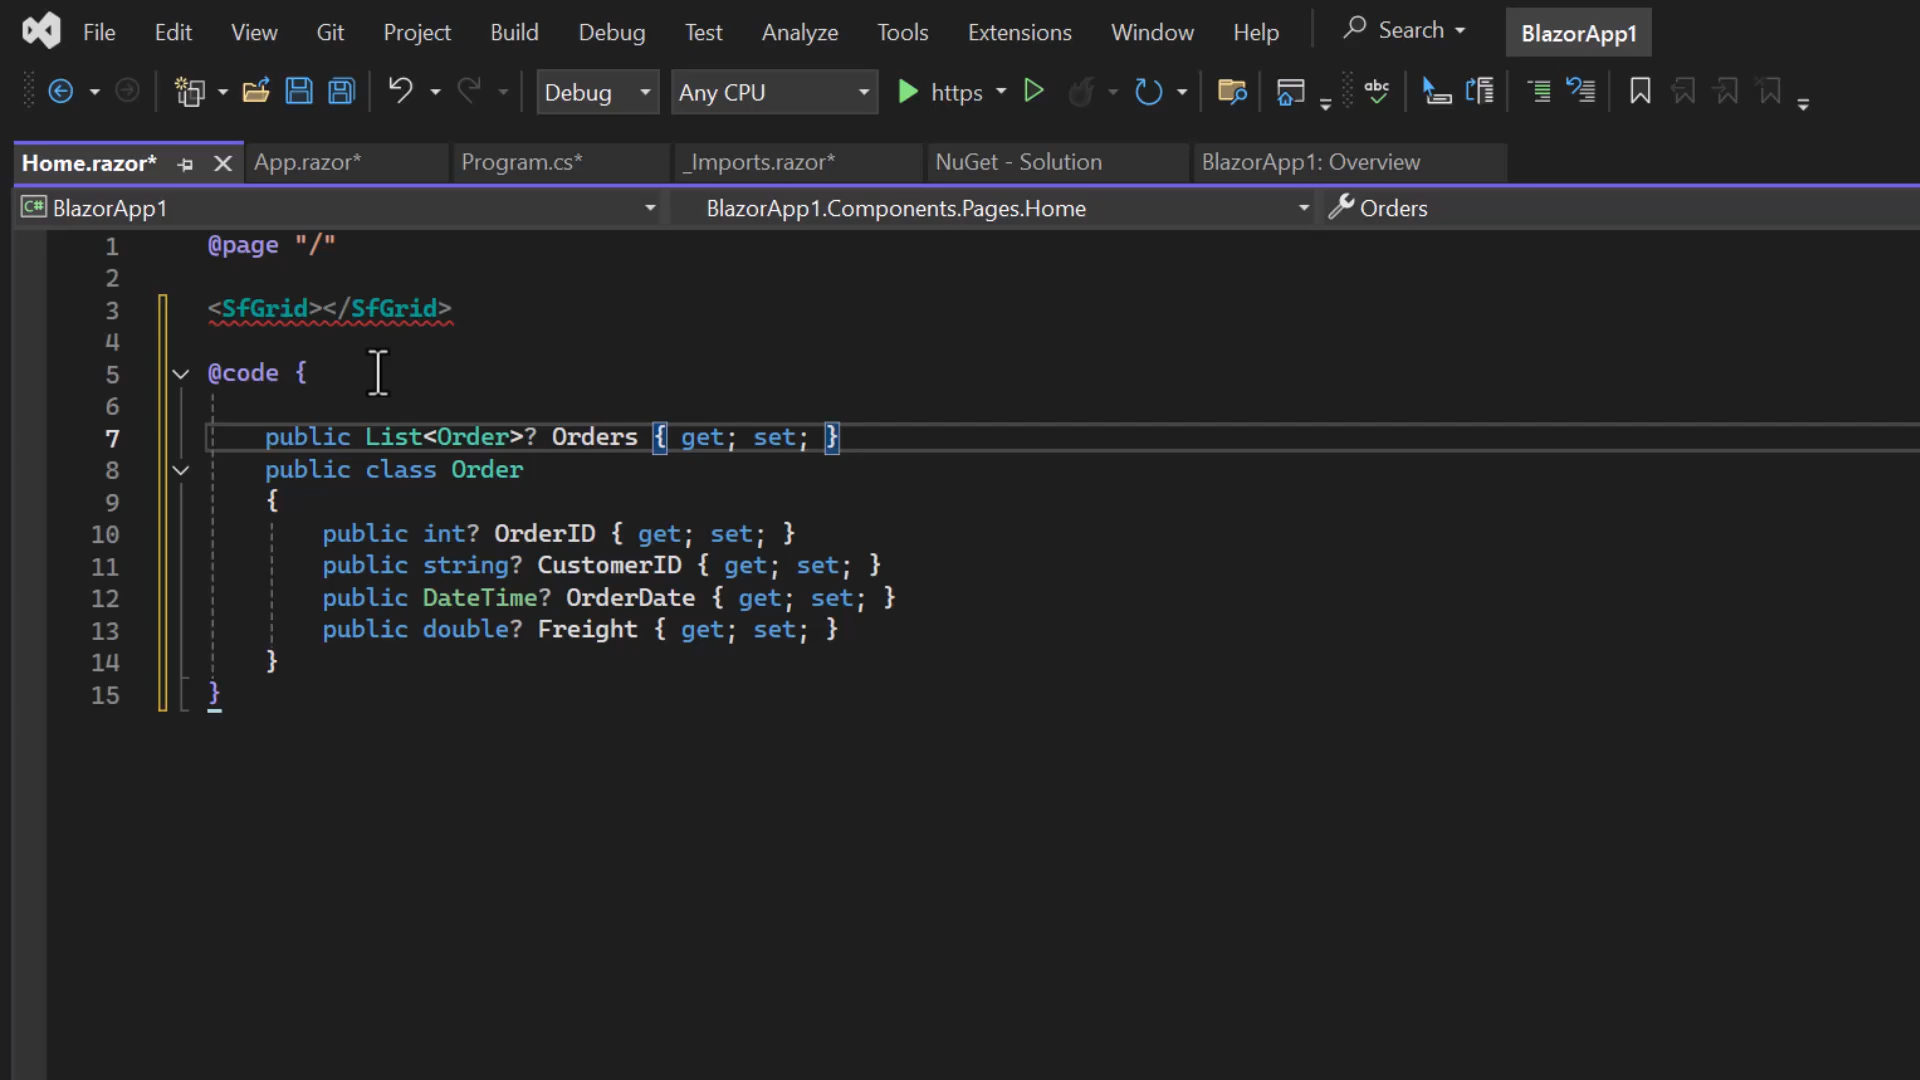 File Edit View Git Project Build Debug Test Analyze Tools Extensions Window Help Search BlazorApp1
Debug Any CPU https abc
Home.razor* App.razor* Program.cs* _Imports.razor* NuGet - Solution BlazorApp1: Overview
C# BlazorApp1 BlazorApp1.Components.Pages.Home Orders
1 @page "/"
2
3 <SfGrid></SfGrid>
4
5 @code {
6
7 public List<Order>? Orders { get; set; }
8 public class Order
9 {
10 public int? OrderID { get; set; }
11 public string? CustomerID { get; set; }
12 public DateTime? OrderDate { get; set; }
13 public double? Freight { get; set; }
14 }
15 }